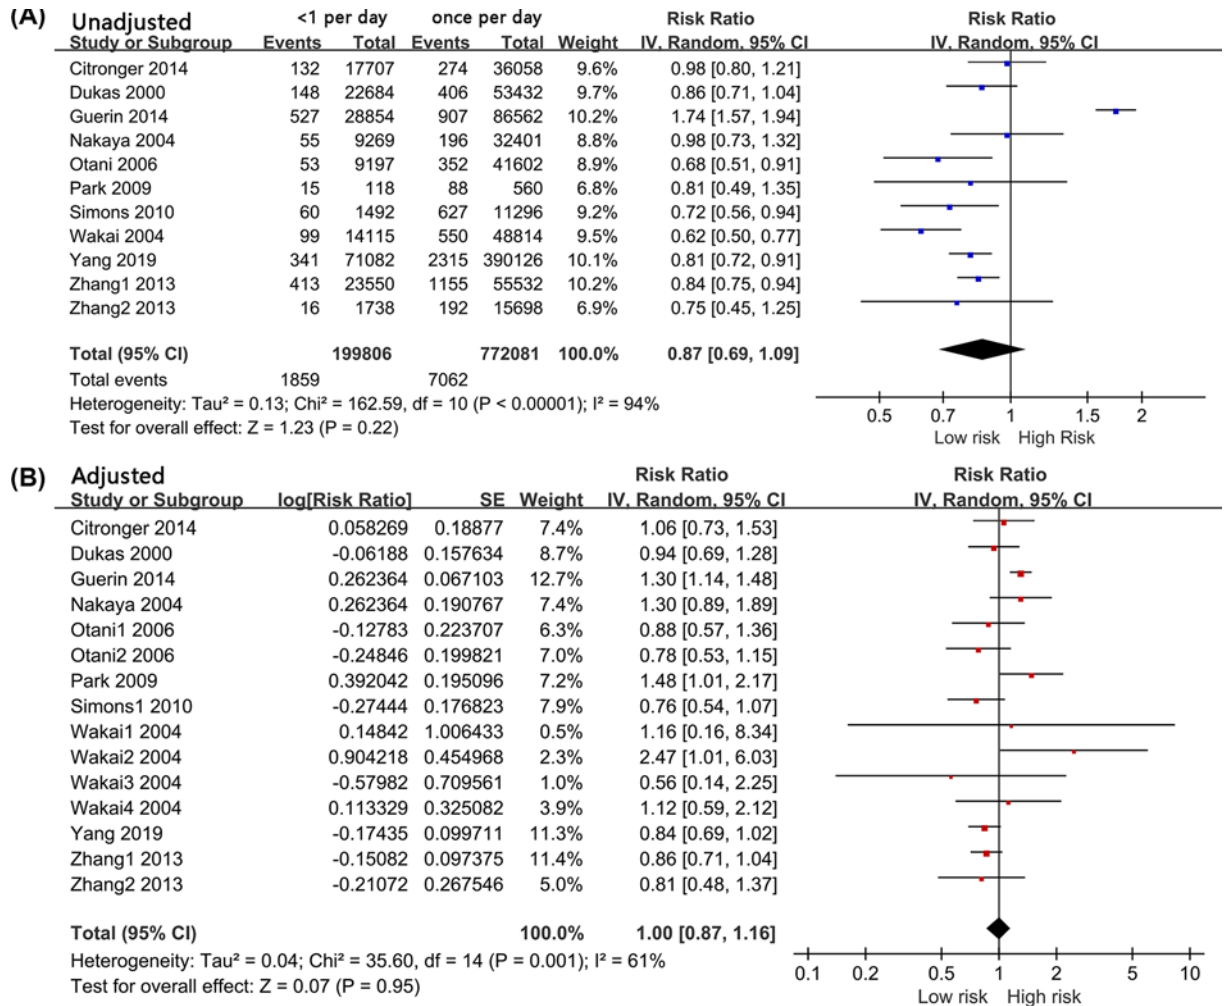 (A) Unadjusted <1 per day once per day Risk Ratio Risk Ratio
Study or Subgroup Events Total Events Total Weight IV, Random, 95% CI IV, Random, 95% CI
Citronger 2014 132 17707 274 36058 9.6% 0.98 [0.80, 1.21]
Dukas 2000 148 22684 406 53432 9.7% 0.86 [0.71, 1.04]
Guerin 2014 527 28854 907 86562 10.2% 1.74 [1.57, 1.94]
Nakaya 2004 55 9269 196 32401 8.8% 0.98 [0.73, 1.32]
Otani 2006 53 9197 352 41602 8.9% 0.68 [0.51, 0.91]
Park 2009 15 118 88 560 6.8% 0.81 [0.49, 1.35]
Simons 2010 60 1492 627 11296 9.2% 0.72 [0.56, 0.94]
Wakai 2004 99 14115 550 48814 9.5% 0.62 [0.50, 0.77]
Yang 2019 341 71082 2315 390126 10.1% 0.81 [0.72, 0.91]
Zhang1 2013 413 23550 1155 55532 10.2% 0.84 [0.75, 0.94]
Zhang2 2013 16 1738 192 15698 6.9% 0.75 [0.45, 1.25]
Total (95% CI) 199806 772081 100.0% 0.87 [0.69, 1.09]
Total events 1859 7062
Heterogeneity: Tau² = 0.13; Chi² = 162.59, df = 10 (P < 0.00001); I² = 94%
Test for overall effect: Z = 1.23 (P = 0.22)
0.5 0.7 1 1.5 2
Low risk High Risk
(B) Adjusted Risk Ratio Risk Ratio
Study or Subgroup log[Risk Ratio] SE Weight IV, Random, 95% CI IV, Random, 95% CI
Citronger 2014 0.058269 0.18877 7.4% 1.06 [0.73, 1.53]
Dukas 2000 -0.06188 0.157634 8.7% 0.94 [0.69, 1.28]
Guerin 2014 0.262364 0.067103 12.7% 1.30 [1.14, 1.48]
Nakaya 2004 0.262364 0.190767 7.4% 1.30 [0.89, 1.89]
Otani1 2006 -0.12783 0.223707 6.3% 0.88 [0.57, 1.36]
Otani2 2006 -0.24846 0.199821 7.0% 0.78 [0.53, 1.15]
Park 2009 0.392042 0.195096 7.2% 1.48 [1.01, 2.17]
Simons1 2010 -0.27444 0.176823 7.9% 0.76 [0.54, 1.07]
Wakai1 2004 0.14842 1.006433 0.5% 1.16 [0.16, 8.34]
Wakai2 2004 0.904218 0.454968 2.3% 2.47 [1.01, 6.03]
Wakai3 2004 -0.57982 0.709561 1.0% 0.56 [0.14, 2.25]
Wakai4 2004 0.113329 0.325082 3.9% 1.12 [0.59, 2.12]
Yang 2019 -0.17435 0.099711 11.3% 0.84 [0.69, 1.02]
Zhang1 2013 -0.15082 0.097375 11.4% 0.86 [0.71, 1.04]
Zhang2 2013 -0.21072 0.267546 5.0% 0.81 [0.48, 1.37]
Total (95% CI) 100.0% 1.00 [0.87, 1.16]
Heterogeneity: Tau² = 0.04; Chi² = 35.60, df = 14 (P = 0.001); I² = 61%
Test for overall effect: Z = 0.07 (P = 0.95)
0.1 0.2 0.5 1 2 5 10
Low risk High risk